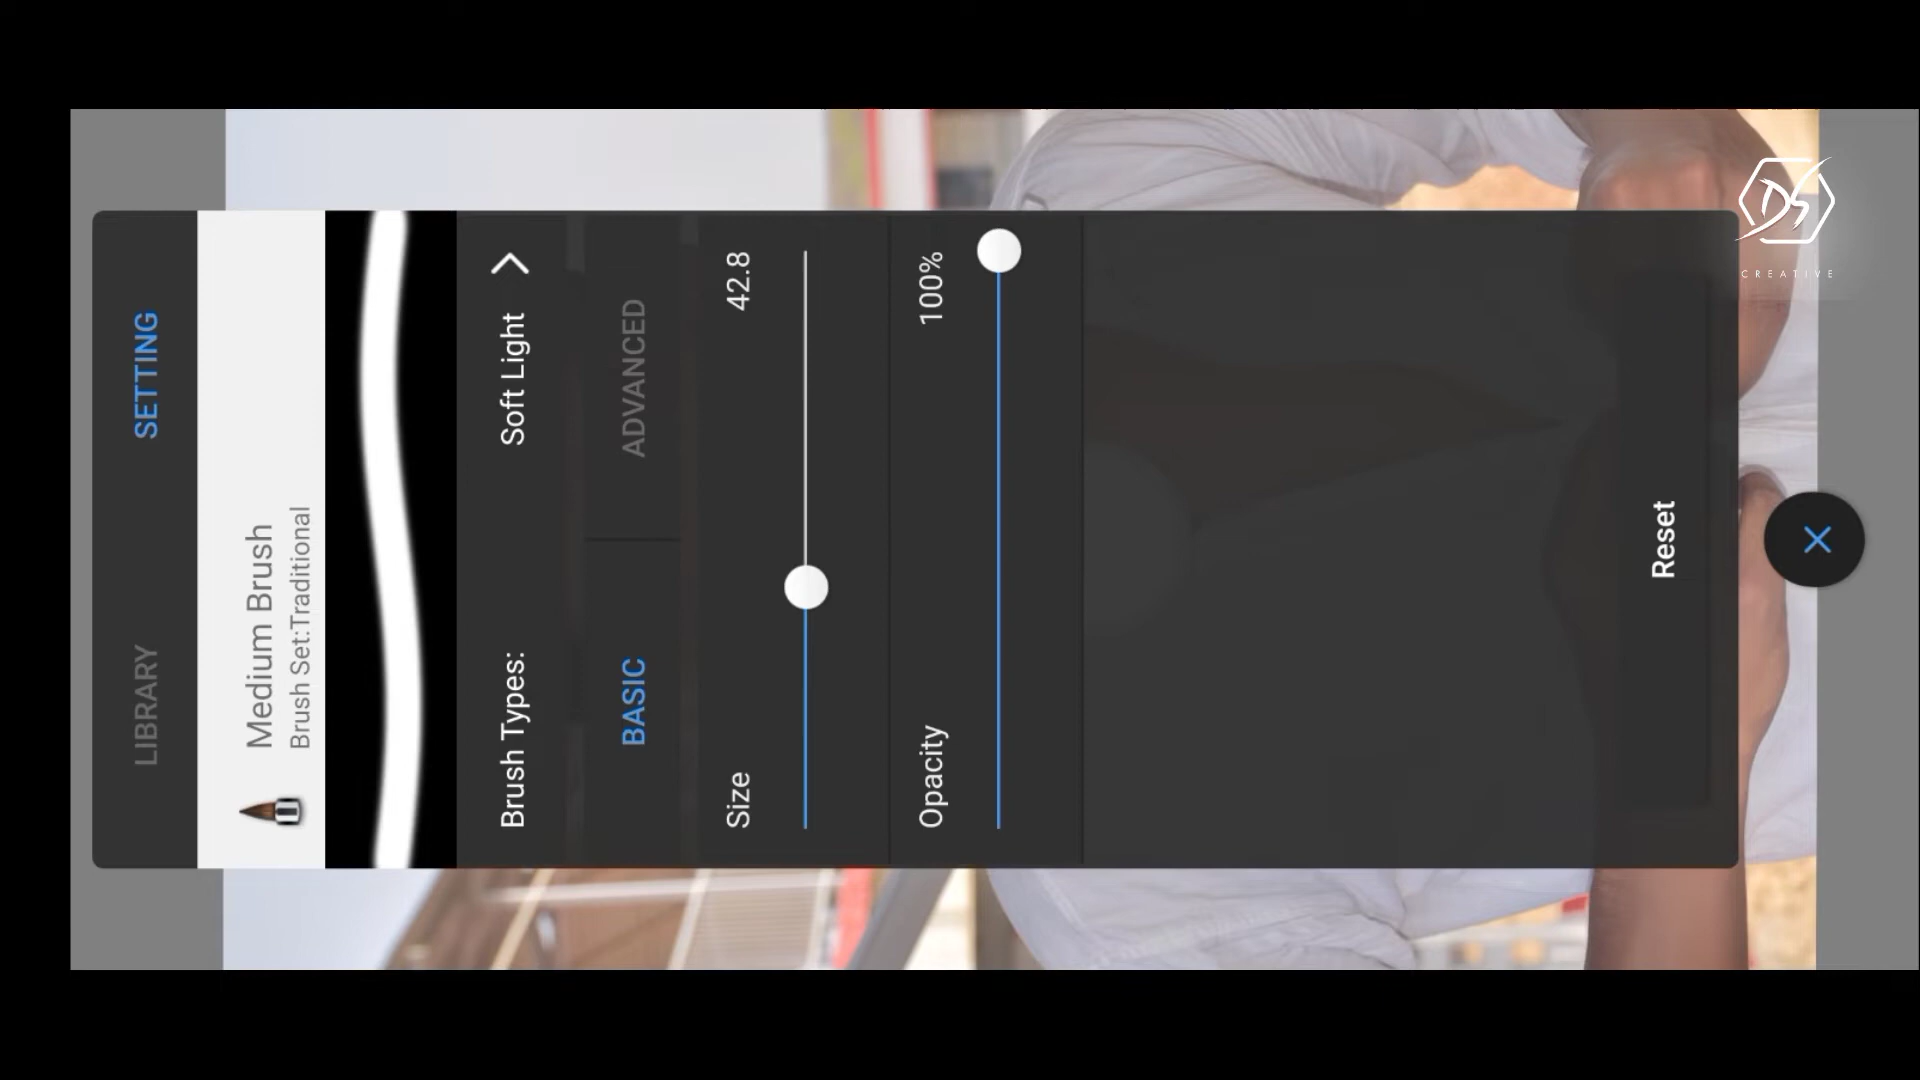 LIBRARY SETTING
Medium Brush
Brush Set:Traditional
Brush Types: Soft Light
BASIC ADVANCED
Size 42.8
Opacity 100%
Reset
DS
CREATIVE